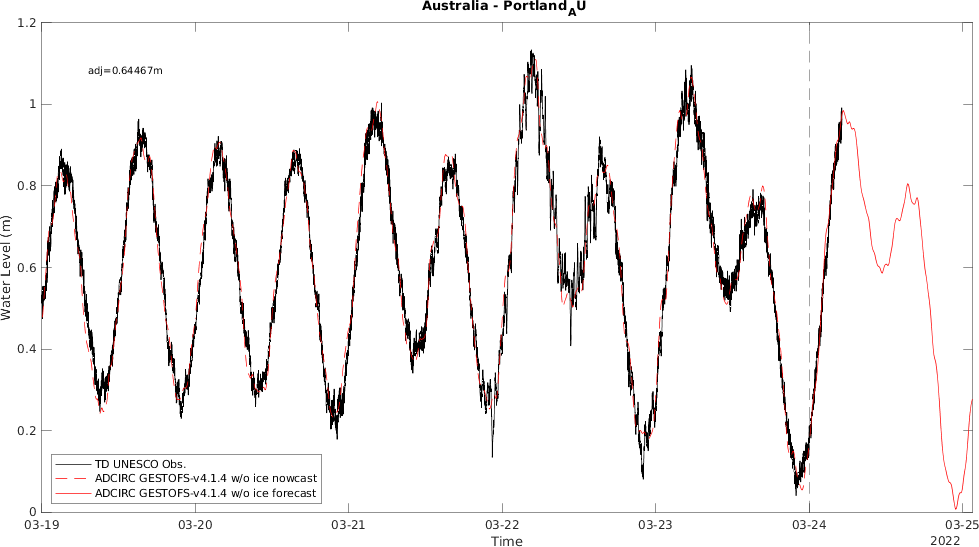 Australia - Portland_AU
1.2
adj=0.64467m
1
0.8
0.6
0.4
0.2
0
Water Level (m)
TD UNESCO Obs.
ADCIRC GESTOFS-v4.1.4 w/o ice nowcast
ADCIRC GESTOFS-v4.1.4 w/o ice forecast
03-19 03-20 03-21 03-22 03-23 03-24 03-25
Time
2022